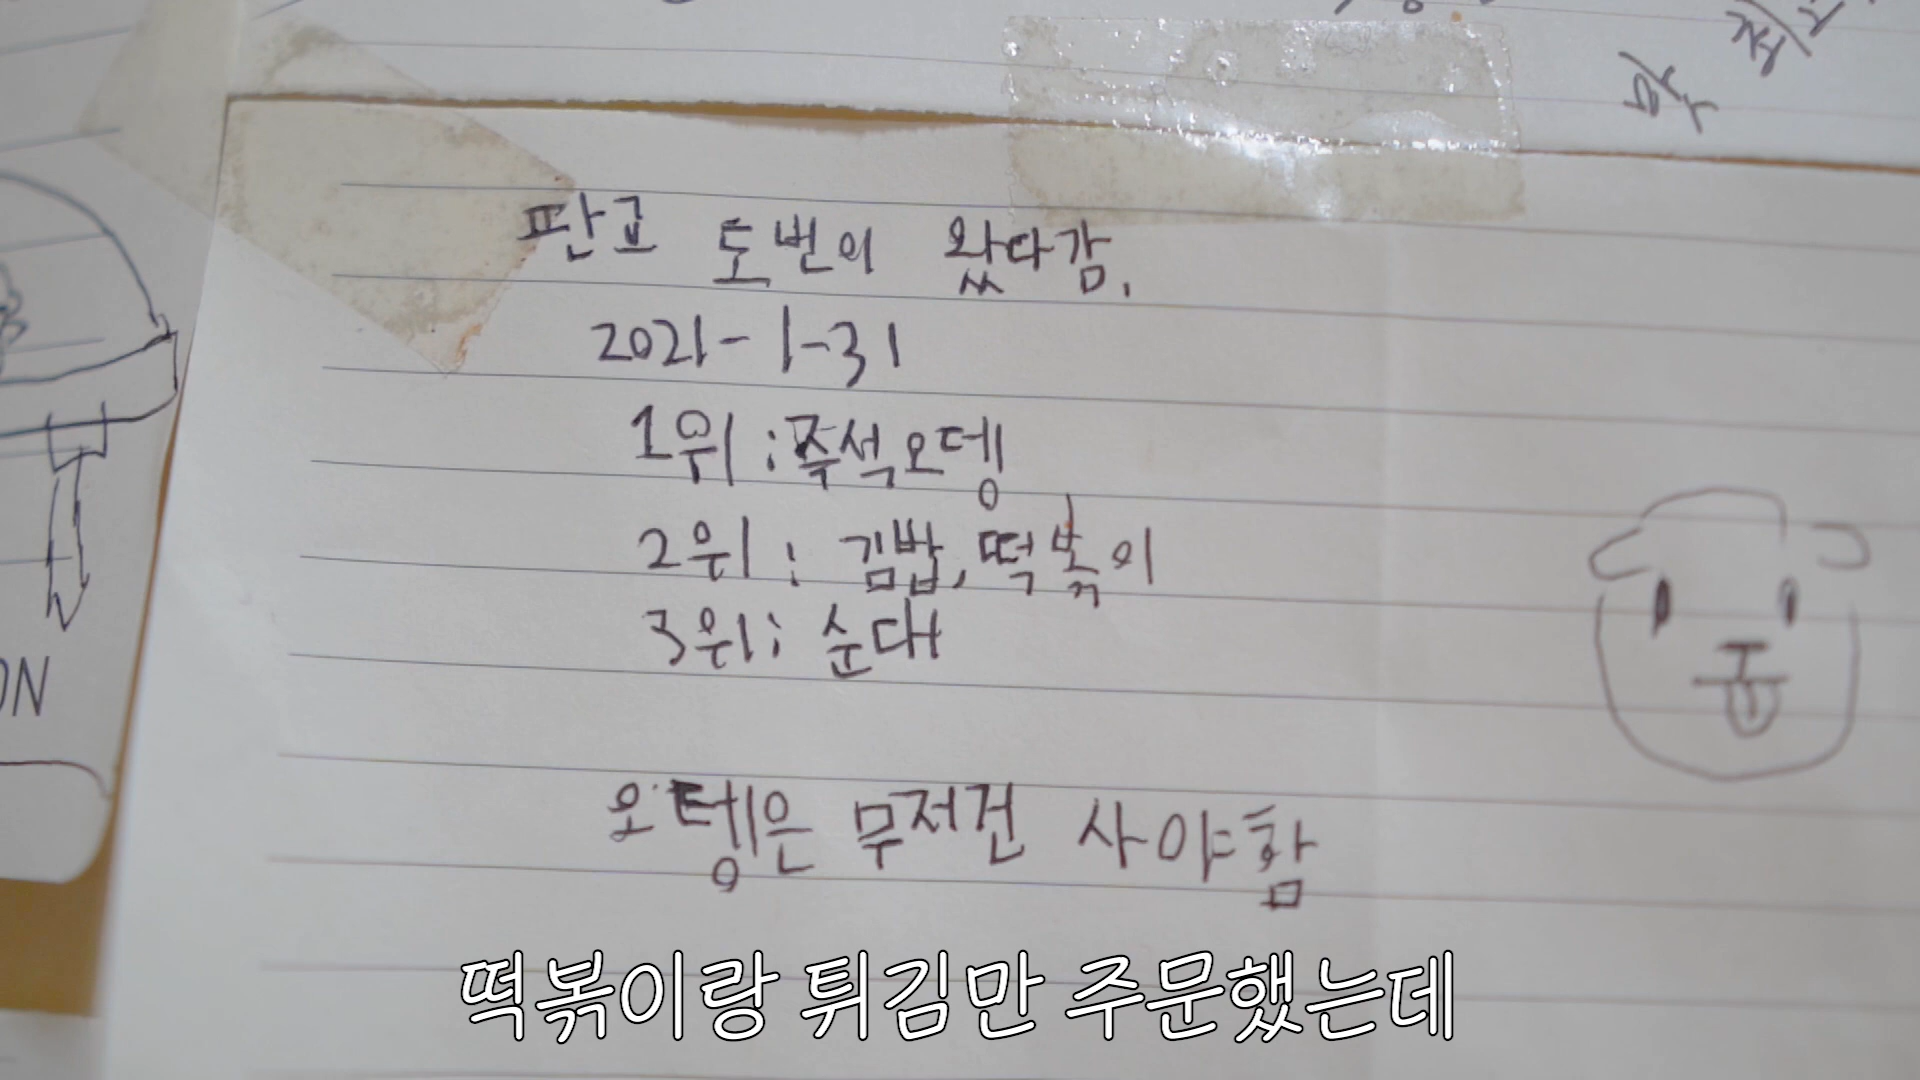 판교 도번이 왔다감.
2021-1-31
1위 : 즉석오뎅
2위 : 김밥, 떡볶이
3위 : 순대
오뎅은 무저건 사야함
ON
떡볶이랑 튀김만 주문했는데